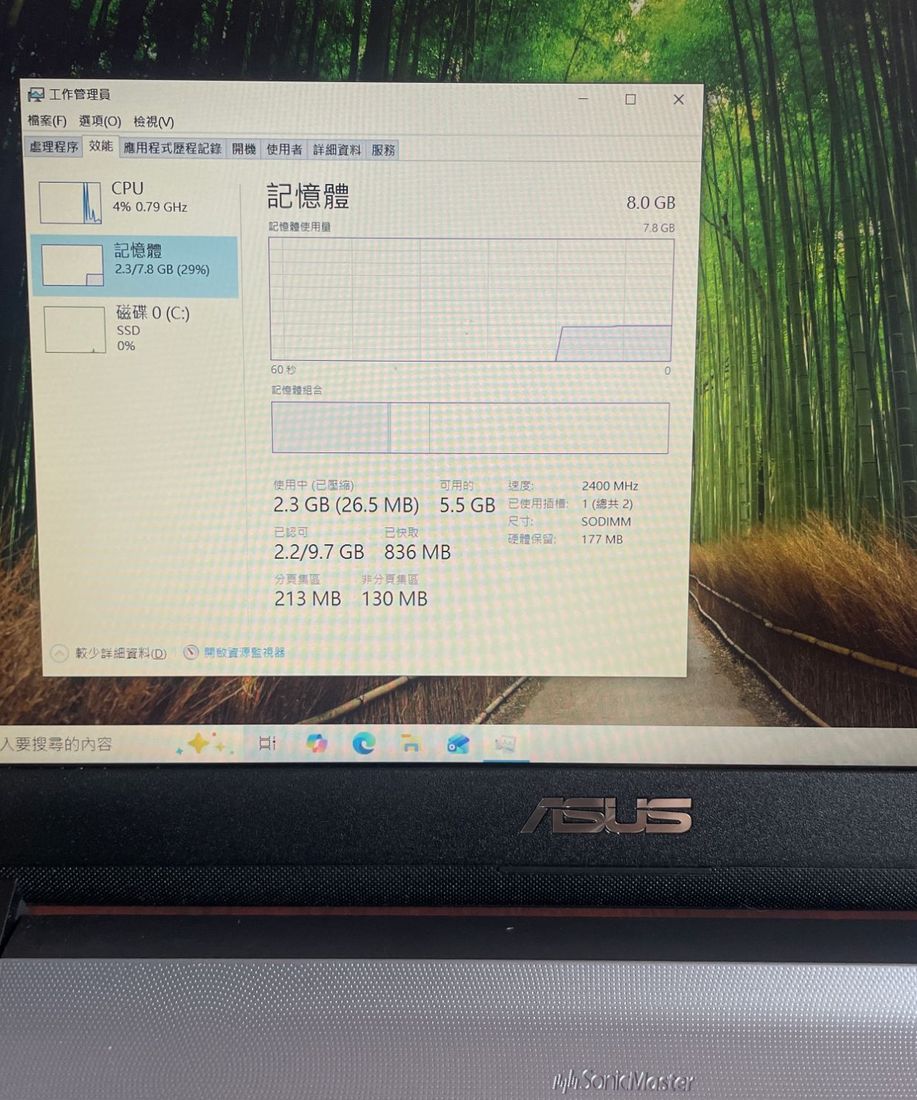 工作管理員
檔案(F) 選項(O) 檢視(V)
處理程序 效能 應用程式歷程記錄 開機 使用者 詳細資料 服務
CPU
4% 0.79 GHz
記憶體
2.3/7.8 GB (29%)
磁碟 0 (C:)
SSD
0%
記憶體 8.0 GB
記憶體使用量 7.8 GB
60 秒 0
記憶體組合
使用中 (已壓縮) 可用的
2.3 GB (26.5 MB) 5.5 GB
已認可 已快取
2.2/9.7 GB 836 MB
分頁集區 非分頁集區
213 MB 130 MB
速度: 2400 MHz
已使用插槽: 1 (總共 2)
尺寸: SODIMM
硬體保留: 177 MB
較少詳細資料(D) 開啟資源監視器
入要搜尋的內容
ASUS
SonicMaster